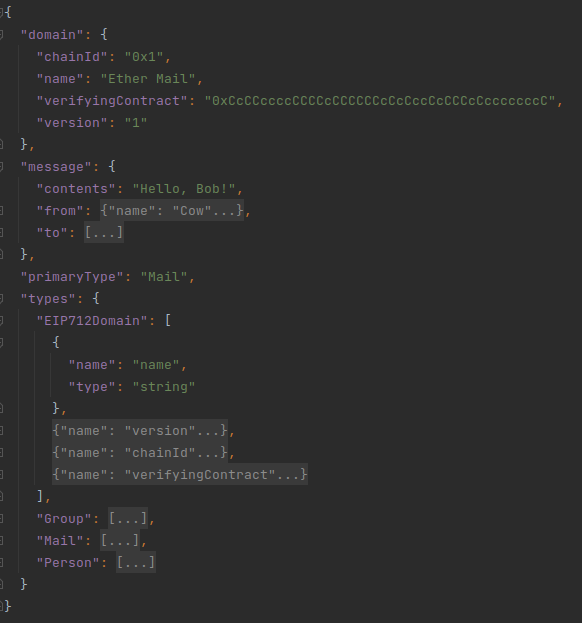 {
"domain": {
"chainId": "0x1",
"name": "Ether Mail",
"verifyingContract": "0xCcCCccccCCCCcCCCCCCcCcCccCcCCCcCcccccccC",
"version": "1"
},
"message": {
"contents": "Hello, Bob!",
"from": {"name": "Cow"...},
"to": [...]
},
"primaryType": "Mail",
"types": {
"EIP712Domain": [
{
"name": "name",
"type": "string"
},
{"name": "version"...},
{"name": "chainId"...},
{"name": "verifyingContract"...}
],
"Group": [...],
"Mail": [...],
"Person": [...]
}
}